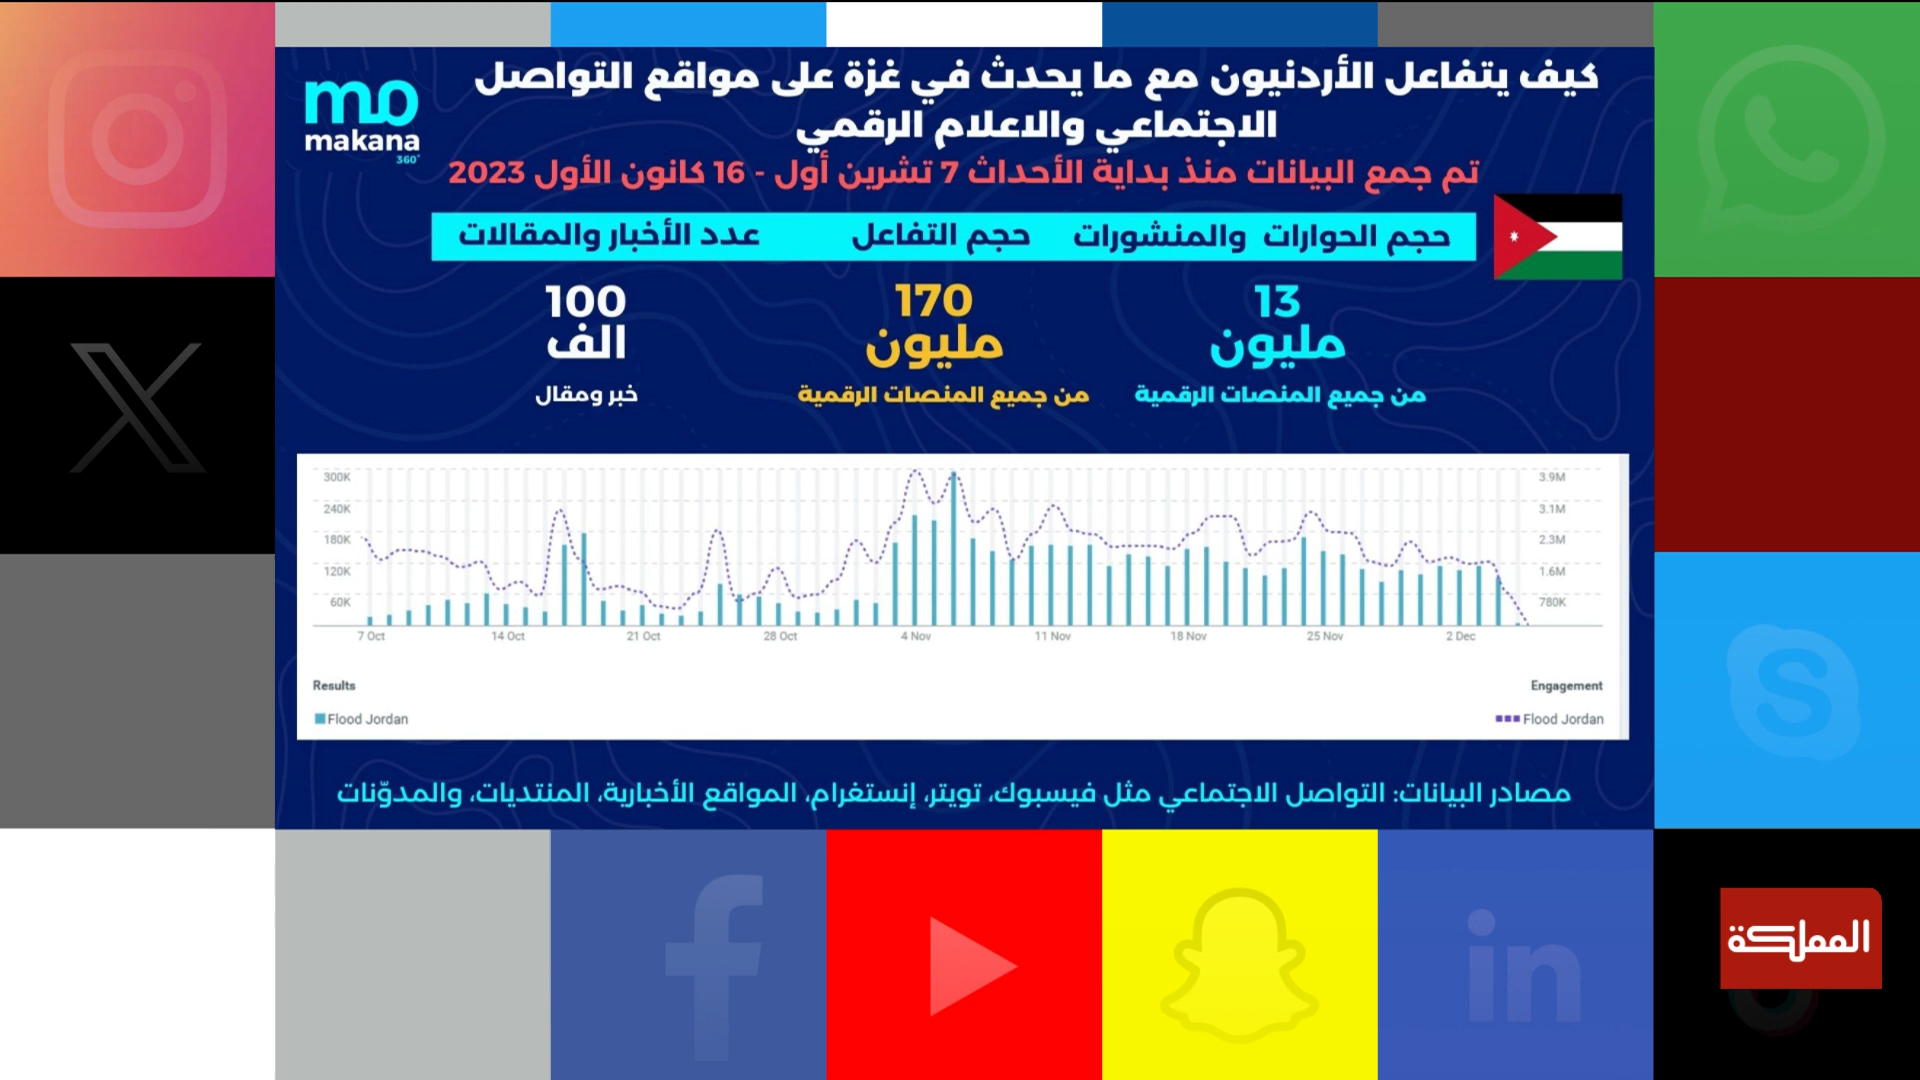 كيف يتفاعل الأردنيون مع ما يحدث في غزة على مواقع التواصل
الاجتماعي والاعلام الرقمي
mo
makana
360°
تم جمع البيانات منذ بداية الأحداث 7 تشرين أول - 16 كانون الأول 2023
حجم الحوارات والمنشورات
حجم التفاعل
عدد الأخبار والمقالات
13
مليون
من جميع المنصات الرقمية
170
مليون
من جميع المنصات الرقمية
100
الف
خبر ومقال
300K
240K
180K
120K
60K
3.9M
3.1M
2.3M
1.6M
780K
7 Oct
14 Oct
21 Oct
28 Oct
4 Nov
11 Nov
18 Nov
25 Nov
2 Dec
Results
Flood Jordan
Engagement
Flood Jordan
مصادر البيانات: التواصل الاجتماعي مثل فيسبوك، تويتر، إنستغرام، المواقع الأخبارية، المنتديات، والمدوّنات
المملكة